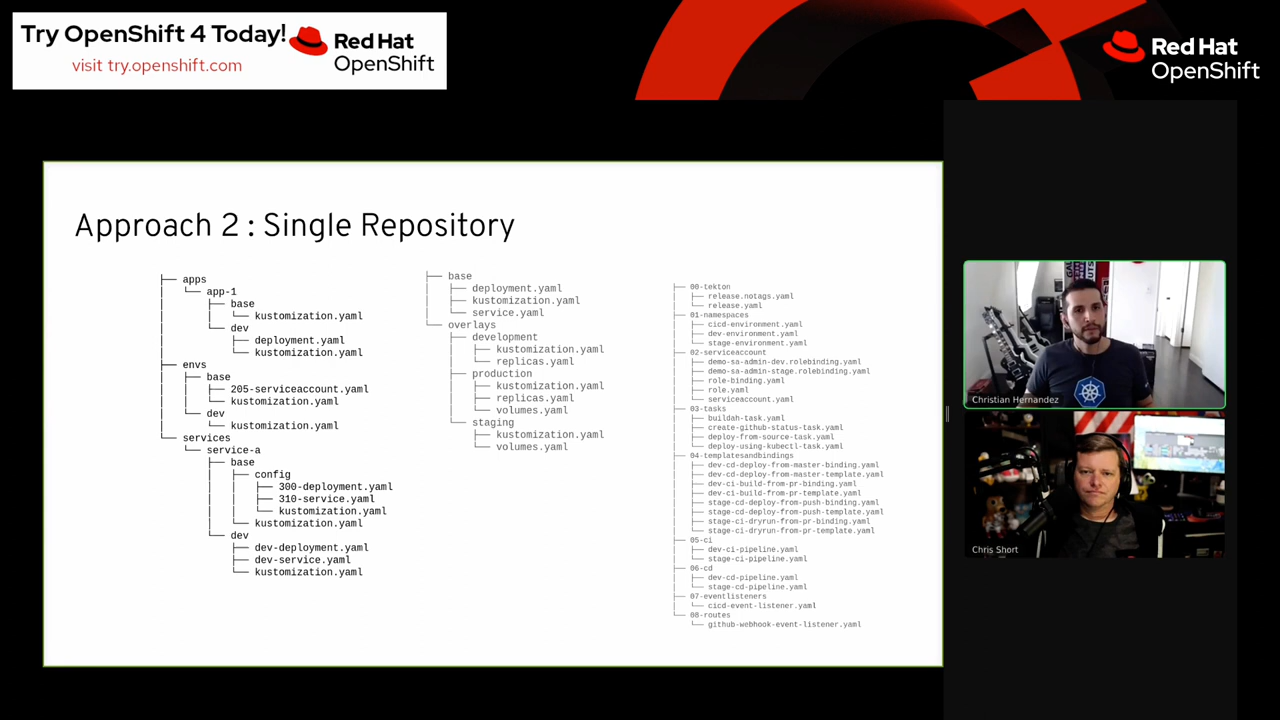 Try OpenShift 4 Today!
visit try.openshift.com
Red Hat
OpenShift
Red Hat
OpenShift
Approach 2 : Single Repository
├── apps
│   └── app-1
│       ├── base
│       │   └── kustomization.yaml
│       └── dev
│           ├── deployment.yaml
│           └── kustomization.yaml
├── envs
│   ├── base
│   │   ├── 205-serviceaccount.yaml
│   │   └── kustomization.yaml
│   └── dev
│       └── kustomization.yaml
└── services
    └── service-a
        ├── base
        │   ├── config
        │   │   ├── 300-deployment.yaml
        │   │   ├── 310-service.yaml
        │   │   └── kustomization.yaml
        │   └── kustomization.yaml
        └── dev
            ├── dev-deployment.yaml
            ├── dev-service.yaml
            └── kustomization.yaml
├── base
│   ├── deployment.yaml
│   ├── kustomization.yaml
│   └── service.yaml
└── overlays
    ├── development
    │   ├── kustomization.yaml
    │   └── replicas.yaml
    ├── production
    │   ├── kustomization.yaml
    │   ├── replicas.yaml
    │   └── volumes.yaml
    └── staging
        ├── kustomization.yaml
        └── volumes.yaml
├── 00-tekton
│   ├── release.notags.yaml
│   └── release.yaml
├── 01-namespaces
│   ├── cicd-environment.yaml
│   ├── dev-environment.yaml
│   └── stage-environment.yaml
├── 02-serviceaccount
│   ├── demo-sa-admin-dev.rolebinding.yaml
│   ├── demo-sa-admin-stage.rolebinding.yaml
│   ├── role-binding.yaml
│   ├── role.yaml
│   └── serviceaccount.yaml
├── 03-tasks
│   ├── buildah-task.yaml
│   ├── create-github-status-task.yaml
│   ├── deploy-from-source-task.yaml
│   └── deploy-using-kubectl-task.yaml
├── 04-templatesandbindings
│   ├── dev-cd-deploy-from-master-binding.yaml
│   ├── dev-cd-deploy-from-master-template.yaml
│   ├── dev-ci-build-from-pr-binding.yaml
│   ├── dev-ci-build-from-pr-template.yaml
│   ├── stage-cd-deploy-from-push-binding.yaml
│   ├── stage-cd-deploy-from-push-template.yaml
│   ├── stage-ci-dryrun-from-pr-binding.yaml
│   └── stage-ci-dryrun-from-pr-template.yaml
├── 05-ci
│   ├── dev-ci-pipeline.yaml
│   └── stage-ci-pipeline.yaml
├── 06-cd
│   ├── dev-cd-pipeline.yaml
│   └── stage-cd-pipeline.yaml
├── 07-eventlisteners
│   └── cicd-event-listener.yaml
└── 08-routes
    └── github-webhook-event-listener.yaml
Christian Hernandez
Chris Short